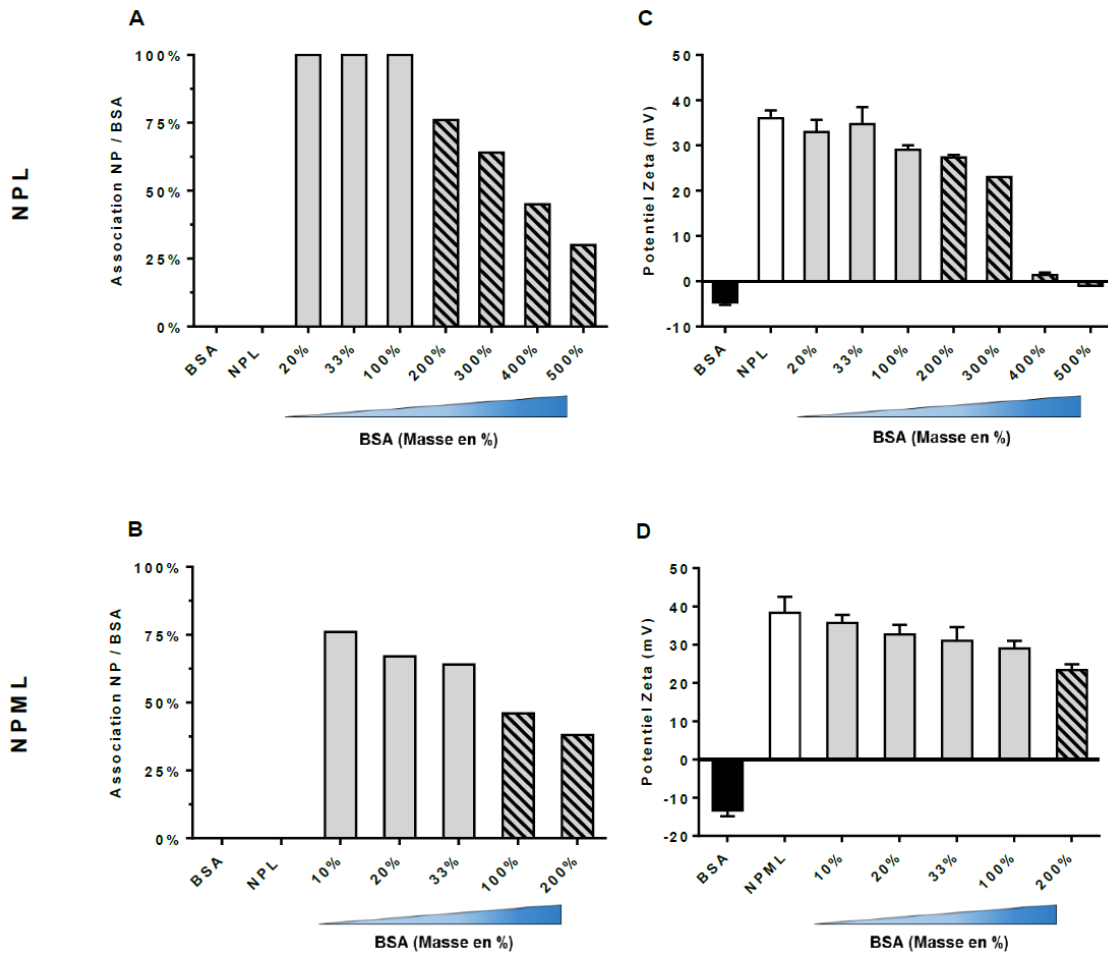 NPL
A
Association NP / BSA
100%
75%
50%
25%
0%
BSA NPL 20% 33% 100% 200% 300% 400% 500%
BSA (Masse en %)
C
Potentiel Zeta (mV)
50
40
30
20
10
0
-10
BSA NPL 20% 33% 100% 200% 300% 400% 500%
BSA (Masse en %)
NPML
B
Association NP / BSA
100%
75%
50%
25%
0%
BSA NPL 10% 20% 33% 100% 200%
BSA (Masse en %)
D
Potentiel Zeta (mV)
50
40
30
20
10
0
-10
-20
BSA NPML 10% 20% 33% 100% 200%
BSA (Masse en %)